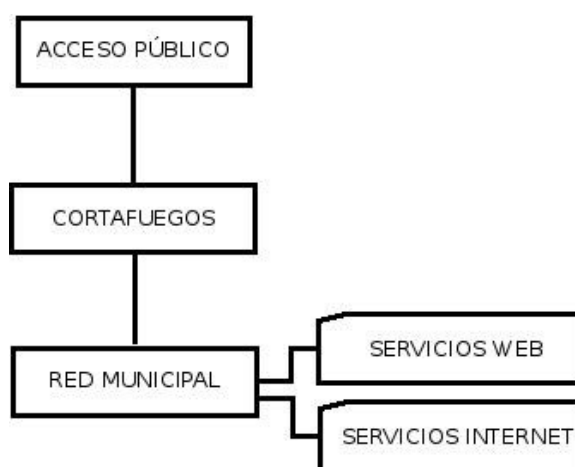 ACCESO PÚBLICO
CORTAFUEGOS
RED MUNICIPAL
SERVICIOS WEB
SERVICIOS INTERNET